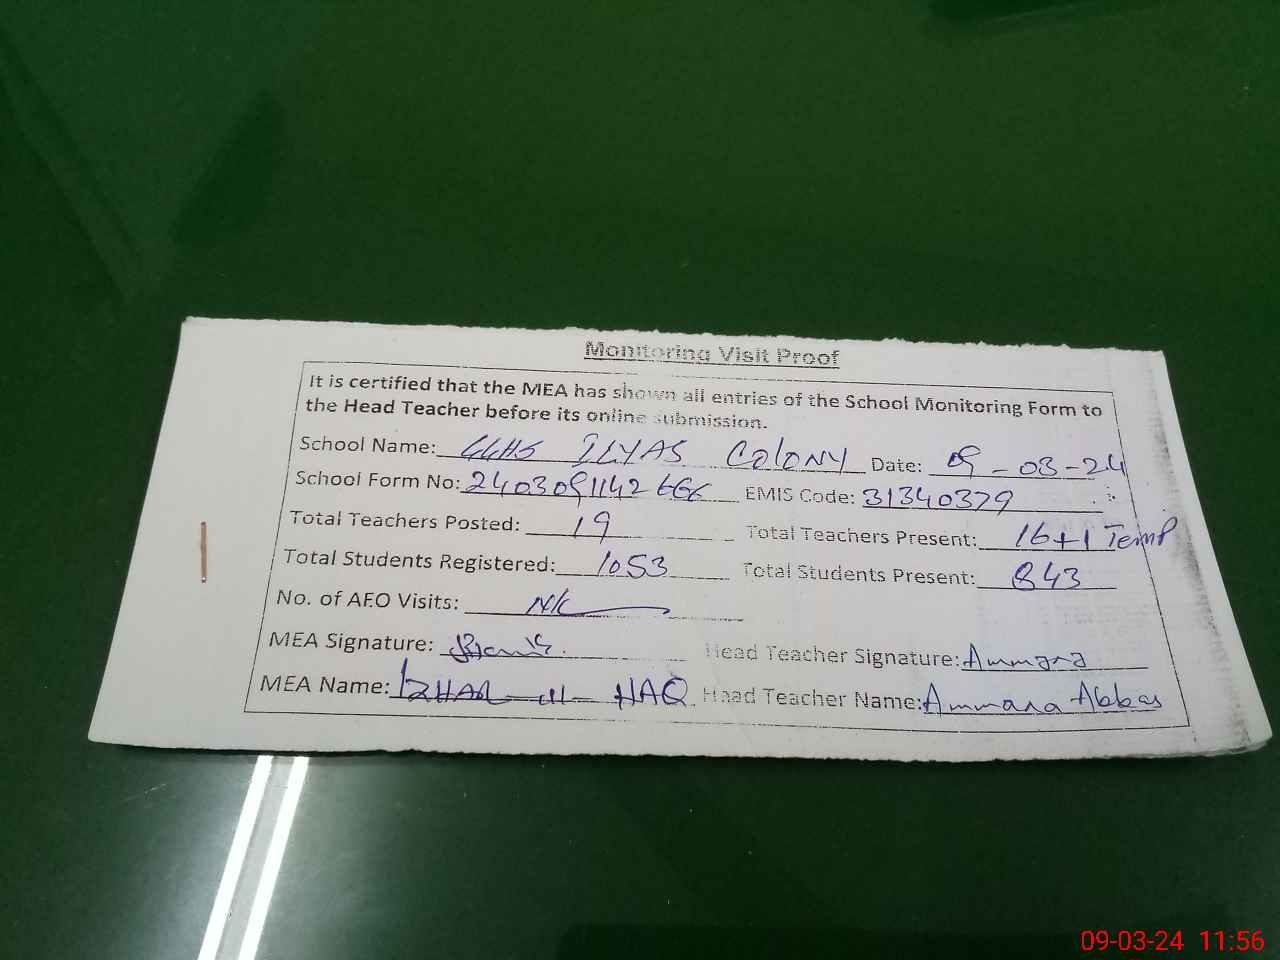 Monitoring Visit Proof
It is certified that the MEA has shown all entries of the School Monitoring Form to
the Head Teacher before its online submission.
School Name: GGHS ILYAS COLONY Date: 09-03-24
School Form No: 2403091142666 EMIS Code: 31340379
Total Teachers Posted: 19 Total Teachers Present: 16+1 Temp
Total Students Registered: 1053 Total Students Present: 843
No. of AEO Visits:
MEA Signature: Head Teacher Signature: Ammara
MEA Name: IZHAR-ul-HAQ Head Teacher Name: Ammara Abbas
09-03-24 11:56